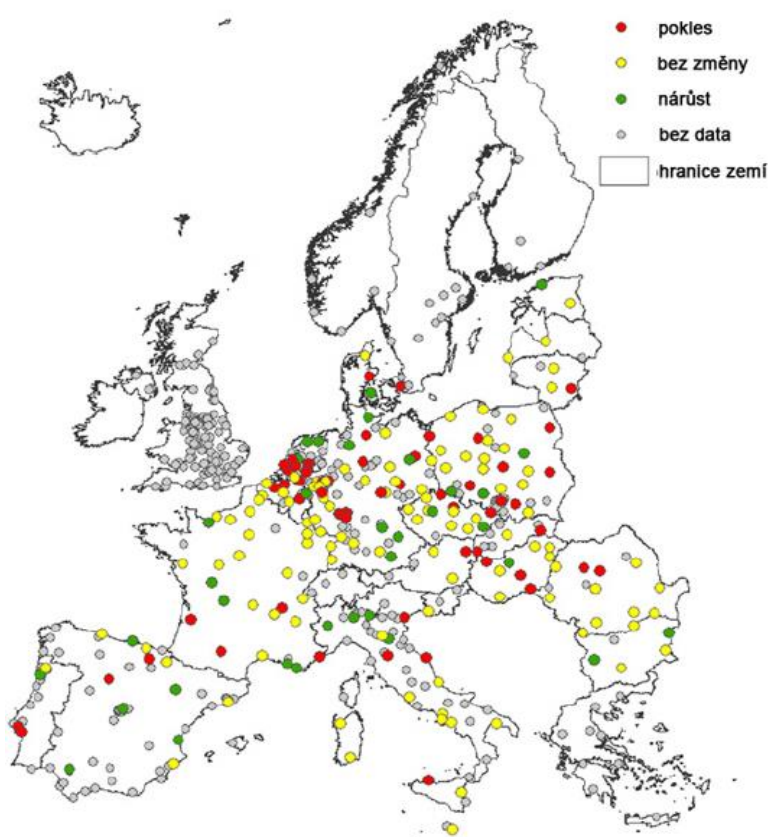 pokles
bez změny
nárůst
bez data
hranice zemí